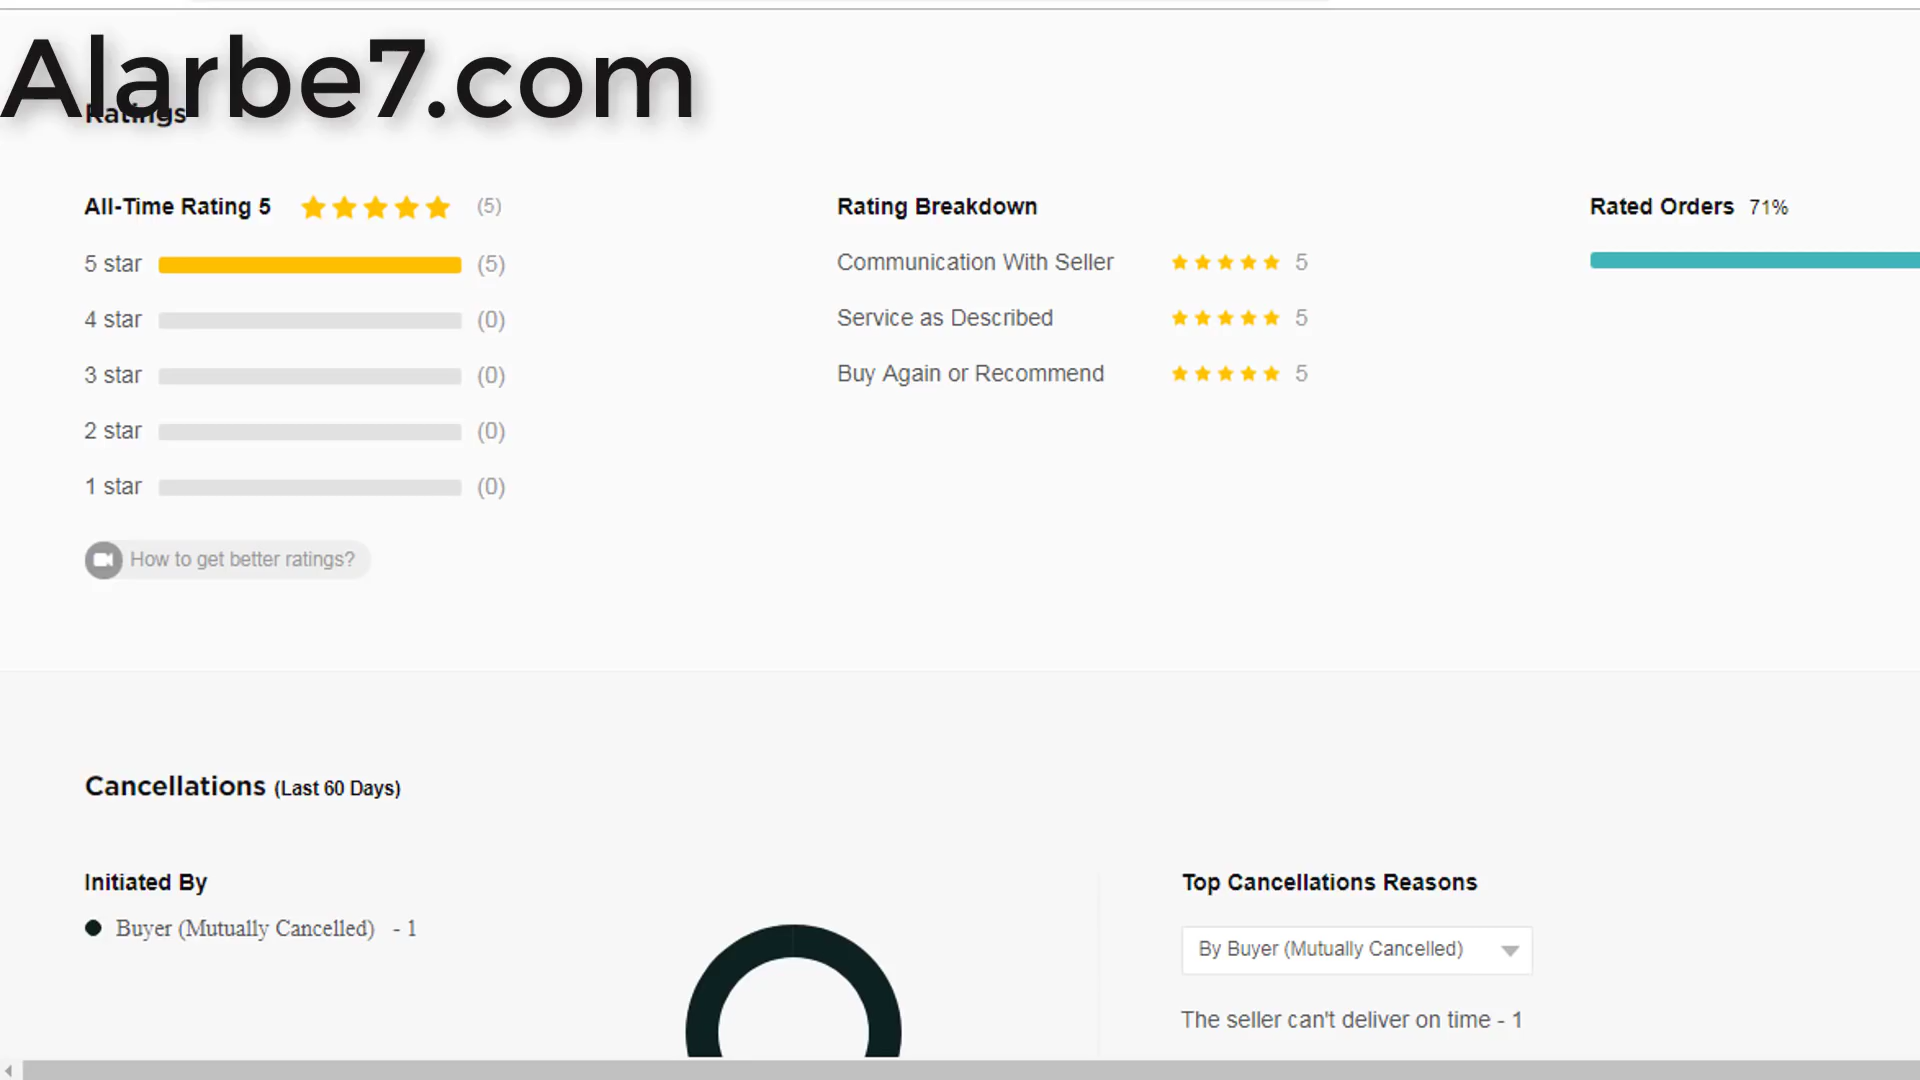 Alarbe7.com
Ratings
All-Time Rating 5 (5)
5 star (5)
4 star (0)
3 star (0)
2 star (0)
1 star (0)
How to get better ratings?
Rating Breakdown
Communication With Seller 5
Service as Described 5
Buy Again or Recommend 5
Rated Orders 71%
Cancellations (Last 60 Days)
Initiated By
Buyer (Mutually Cancelled) - 1
Top Cancellations Reasons
By Buyer (Mutually Cancelled)
The seller can't deliver on time - 1